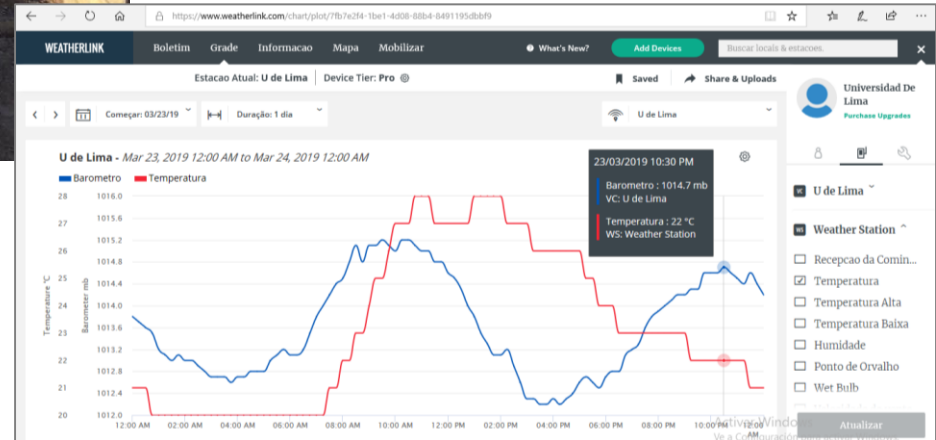 https://www.weatherlink.com/chart/plot/7fb7e2f4-1be1-4d08-88b4-8491195dbbf9
WEATHERLINK Boletim Grade Informacao Mapa Mobilizar What's New? Add Devices Buscar locais & estacoes.
Estacao Atual: U de Lima Device Tier: Pro Saved Share & Uploads
Universidad De
Lima
Purchase Upgrades
Começar: 03/23/19 Duração: 1 dia U de Lima
U de Lima - Mar 23, 2019 12:00 AM to Mar 24, 2019 12:00 AM
Barometro Temperatura
23/03/2019 10:30 PM
Barometro : 1014.7 mb
VC: U de Lima
Temperatura : 22 °C
WS: Weather Station
28 1016.0
27 1015.6
26 1015.2
1014.8
25 1014.4
24 1014.0
23 1013.6
22 1013.2
21 1012.8
1012.4
20 1012.0
Temperature °C
Barometer mb
12:00 AM 02:00 AM 04:00 AM 06:00 AM 08:00 AM 10:00 AM 12:00 PM 02:00 PM 04:00 PM 06:00 PM 08:00 PM 10:00 PM 12:00
AM
VC U de Lima
WS Weather Station
Recepcao da Comin...
Temperatura
Temperatura Alta
Temperatura Baixa
Humidade
Ponto de Orvalho
Wet Bulb
Atualizar